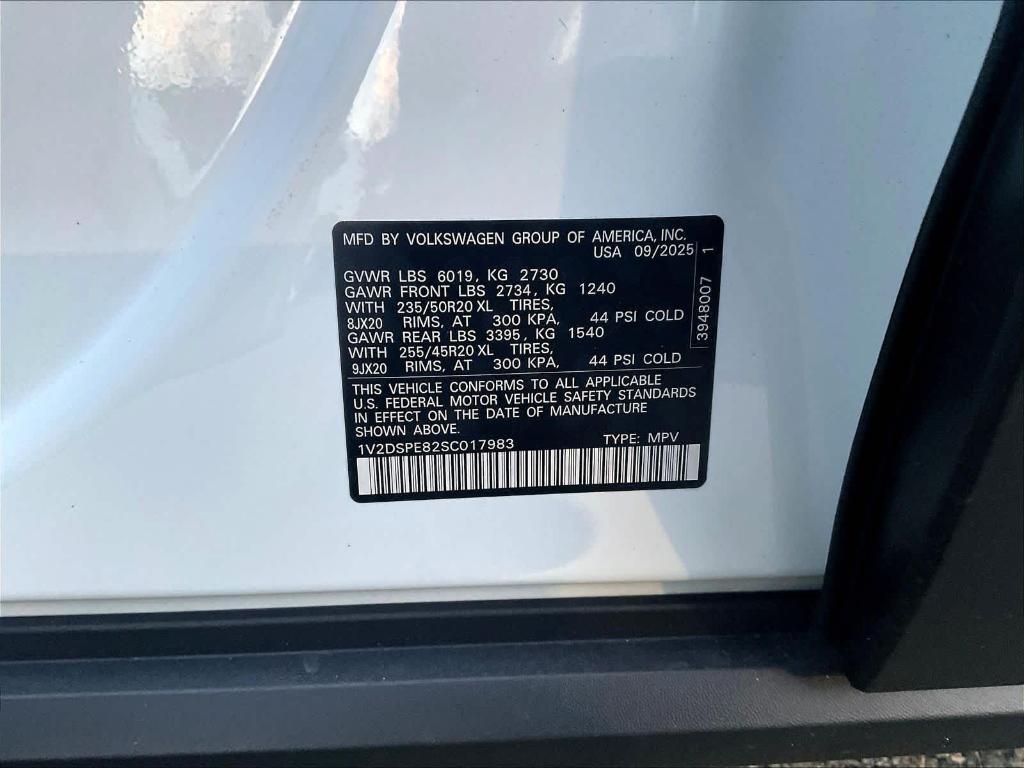 MFD BY VOLKSWAGEN GROUP OF AMERICA, INC.
USA 09/2025
GVWR LBS 6019, KG 2730
GAWR FRONT LBS 2734, KG 1240
WITH 235/50R20 XL TIRES,
8JX20 RIMS, AT 300 KPA, 44 PSI COLD
GAWR REAR LBS 3395, KG 1540
WITH 255/45R20 XL TIRES,
9JX20 RIMS, AT 300 KPA, 44 PSI COLD
THIS VEHICLE CONFORMS TO ALL APPLICABLE
U.S. FEDERAL MOTOR VEHICLE SAFETY STANDARDS
IN EFFECT ON THE DATE OF MANUFACTURE
SHOWN ABOVE.
1V2DSPE82SC017983 TYPE: MPV
3948007 1